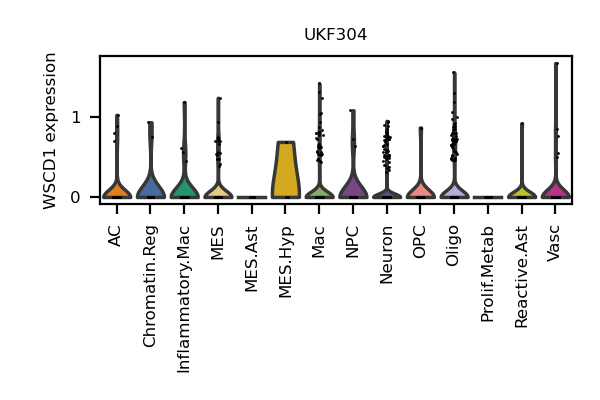 UKF304
WSCD1 expression
1
0
AC
Chromatin.Reg
Inflammatory.Mac
MES
MES.Ast
MES.Hyp
Mac
NPC
Neuron
OPC
Oligo
Prolif.Metab
Reactive.Ast
Vasc